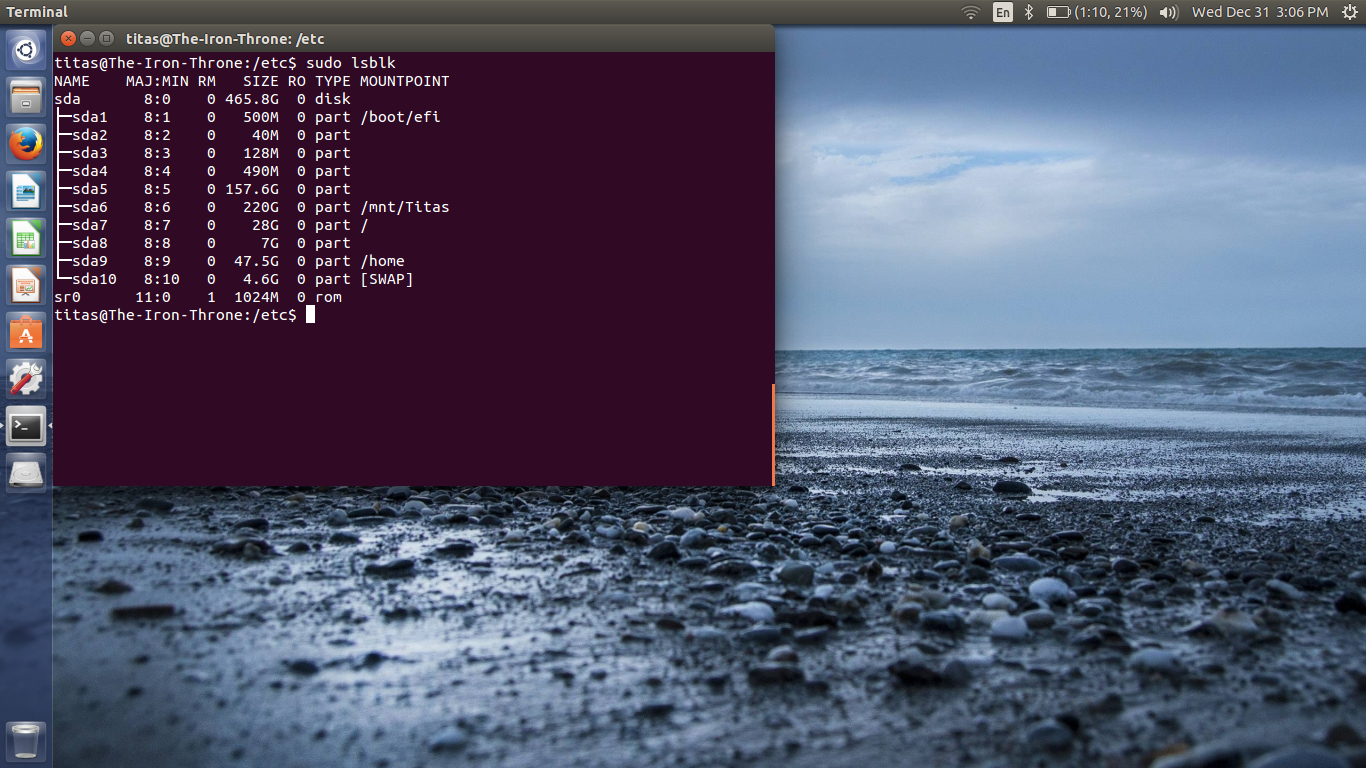 Terminal
En
(1:10, 21%)
Wed Dec 31 3:06 PM
titas@The-Iron-Throne: /etc
titas@The-Iron-Throne:/etc$ sudo lsblk
NAME    MAJ:MIN RM   SIZE RO TYPE MOUNTPOINT
sda       8:0    0 465.8G  0 disk
├─sda1    8:1    0   500M  0 part /boot/efi
├─sda2    8:2    0    40M  0 part
├─sda3    8:3    0   128M  0 part
├─sda4    8:4    0   490M  0 part
├─sda5    8:5    0 157.6G  0 part
├─sda6    8:6    0   220G  0 part /mnt/Titas
├─sda7    8:7    0    28G  0 part /
├─sda8    8:8    0     7G  0 part
├─sda9    8:9    0  47.5G  0 part /home
└─sda10   8:10   0   4.6G  0 part [SWAP]
sr0      11:0    1  1024M  0 rom
titas@The-Iron-Throne:/etc$